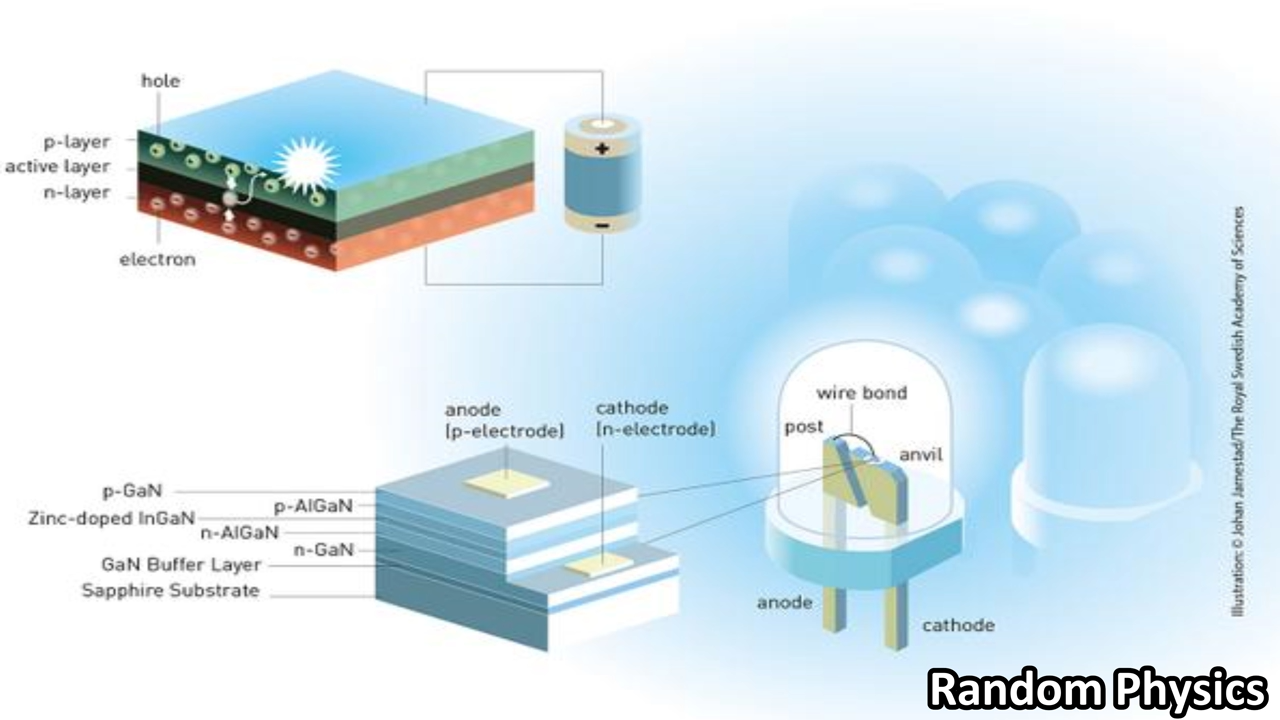 hole
p-layer
active layer
n-layer
electron
+
−
anode
[p-electrode]
cathode
[n-electrode]
p-GaN
p-AlGaN
Zinc-doped InGaN
n-AlGaN
n-GaN
GaN Buffer Layer
Sapphire Substrate
wire bond
post
anvil
anode
cathode
Illustration: © Johan Jarnestad/The Royal Swedish Academy of Sciences
Random Physics